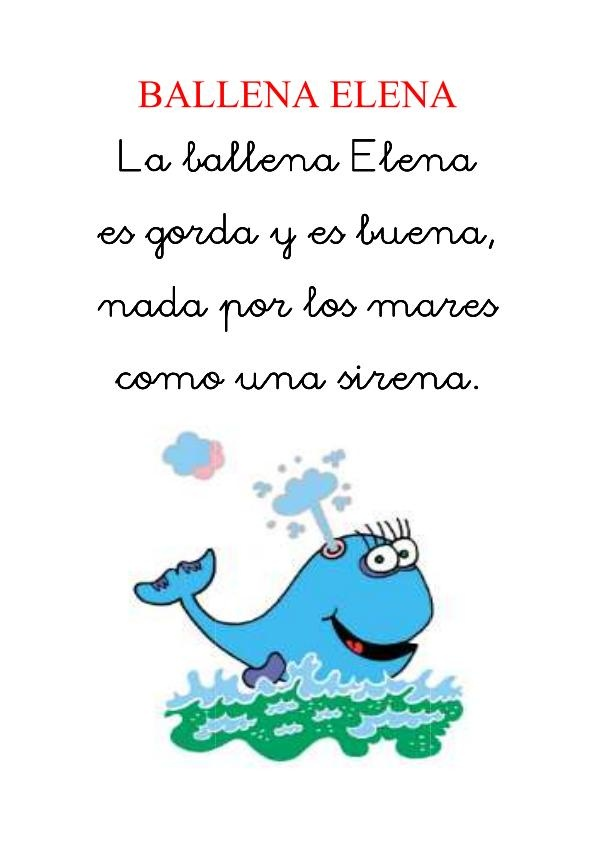 BALLENA ELENA
La ballena Elena
es gorda y es buena,
nada por los mares
como una sirena.